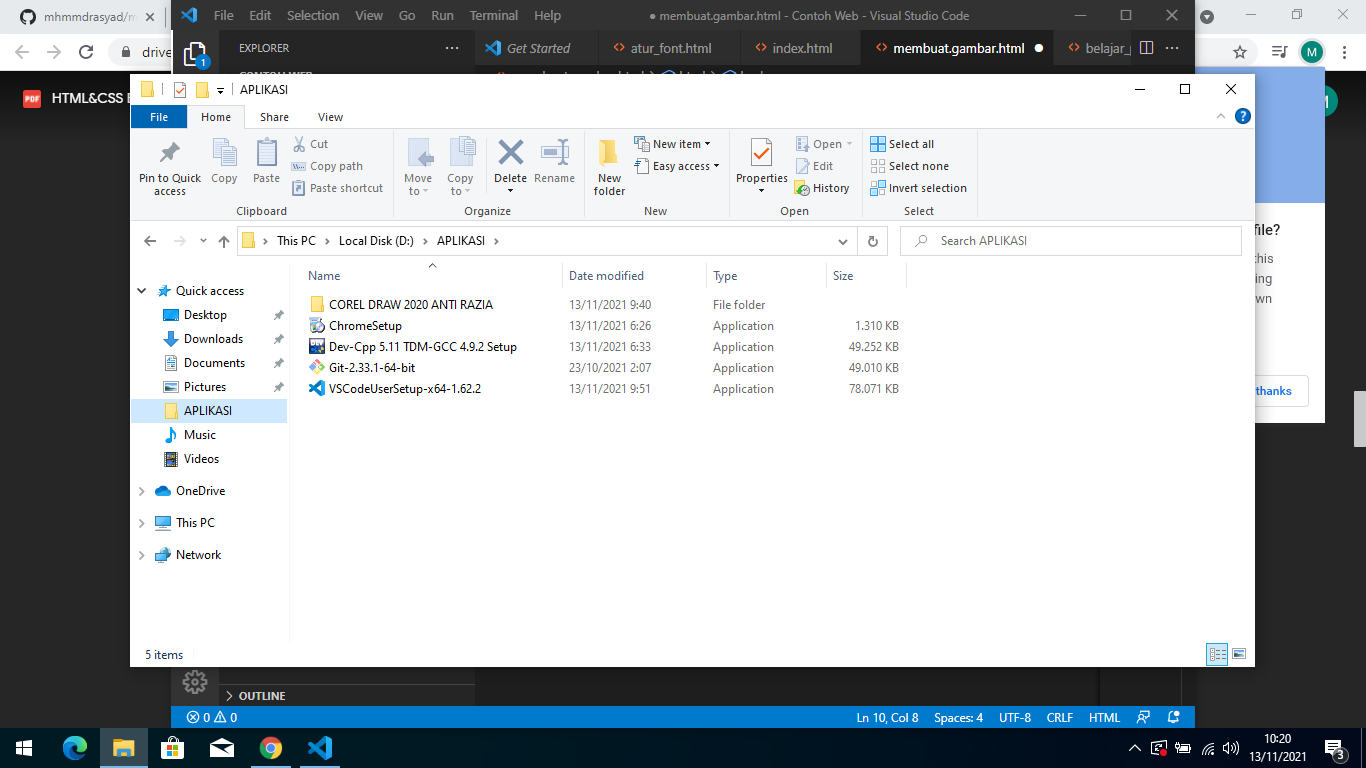 mhmmdrasyad/m
File Edit Selection View Go Run Terminal Help
● membuat.gambar.html - Contoh Web - Visual Studio Code
drive
M
EXPLORER
Get Started
atur_font.html
index.html
membuat.gambar.html
belajar_
1
PDF
HTML&CSS
APLIKASI
File Home Share View
Pin to Quick access
Copy
Paste
Cut
Copy path
Paste shortcut
Clipboard
Move to
Copy to
Delete
Rename
Organize
New folder
New item
Easy access
New
Properties
Open
Edit
History
Open
Select all
Select none
Invert selection
Select
This PC > Local Disk (D:) > APLIKASI >
Search APLIKASI
Name Date modified Type Size
COREL DRAW 2020 ANTI RAZIA 13/11/2021 9:40 File folder
ChromeSetup 13/11/2021 6:26 Application 1.310 KB
Dev-Cpp 5.11 TDM-GCC 4.9.2 Setup 13/11/2021 6:33 Application 49.252 KB
Git-2.33.1-64-bit 23/10/2021 2:07 Application 49.010 KB
VSCodeUserSetup-x64-1.62.2 13/11/2021 9:51 Application 78.071 KB
Quick access
Desktop
Downloads
Documents
Pictures
APLIKASI
Music
Videos
OneDrive
This PC
Network
5 items
file?
this
ing
wn
thanks
OUTLINE
0 0
Ln 10, Col 8 Spaces: 4 UTF-8 CRLF HTML
10:20
13/11/2021
3